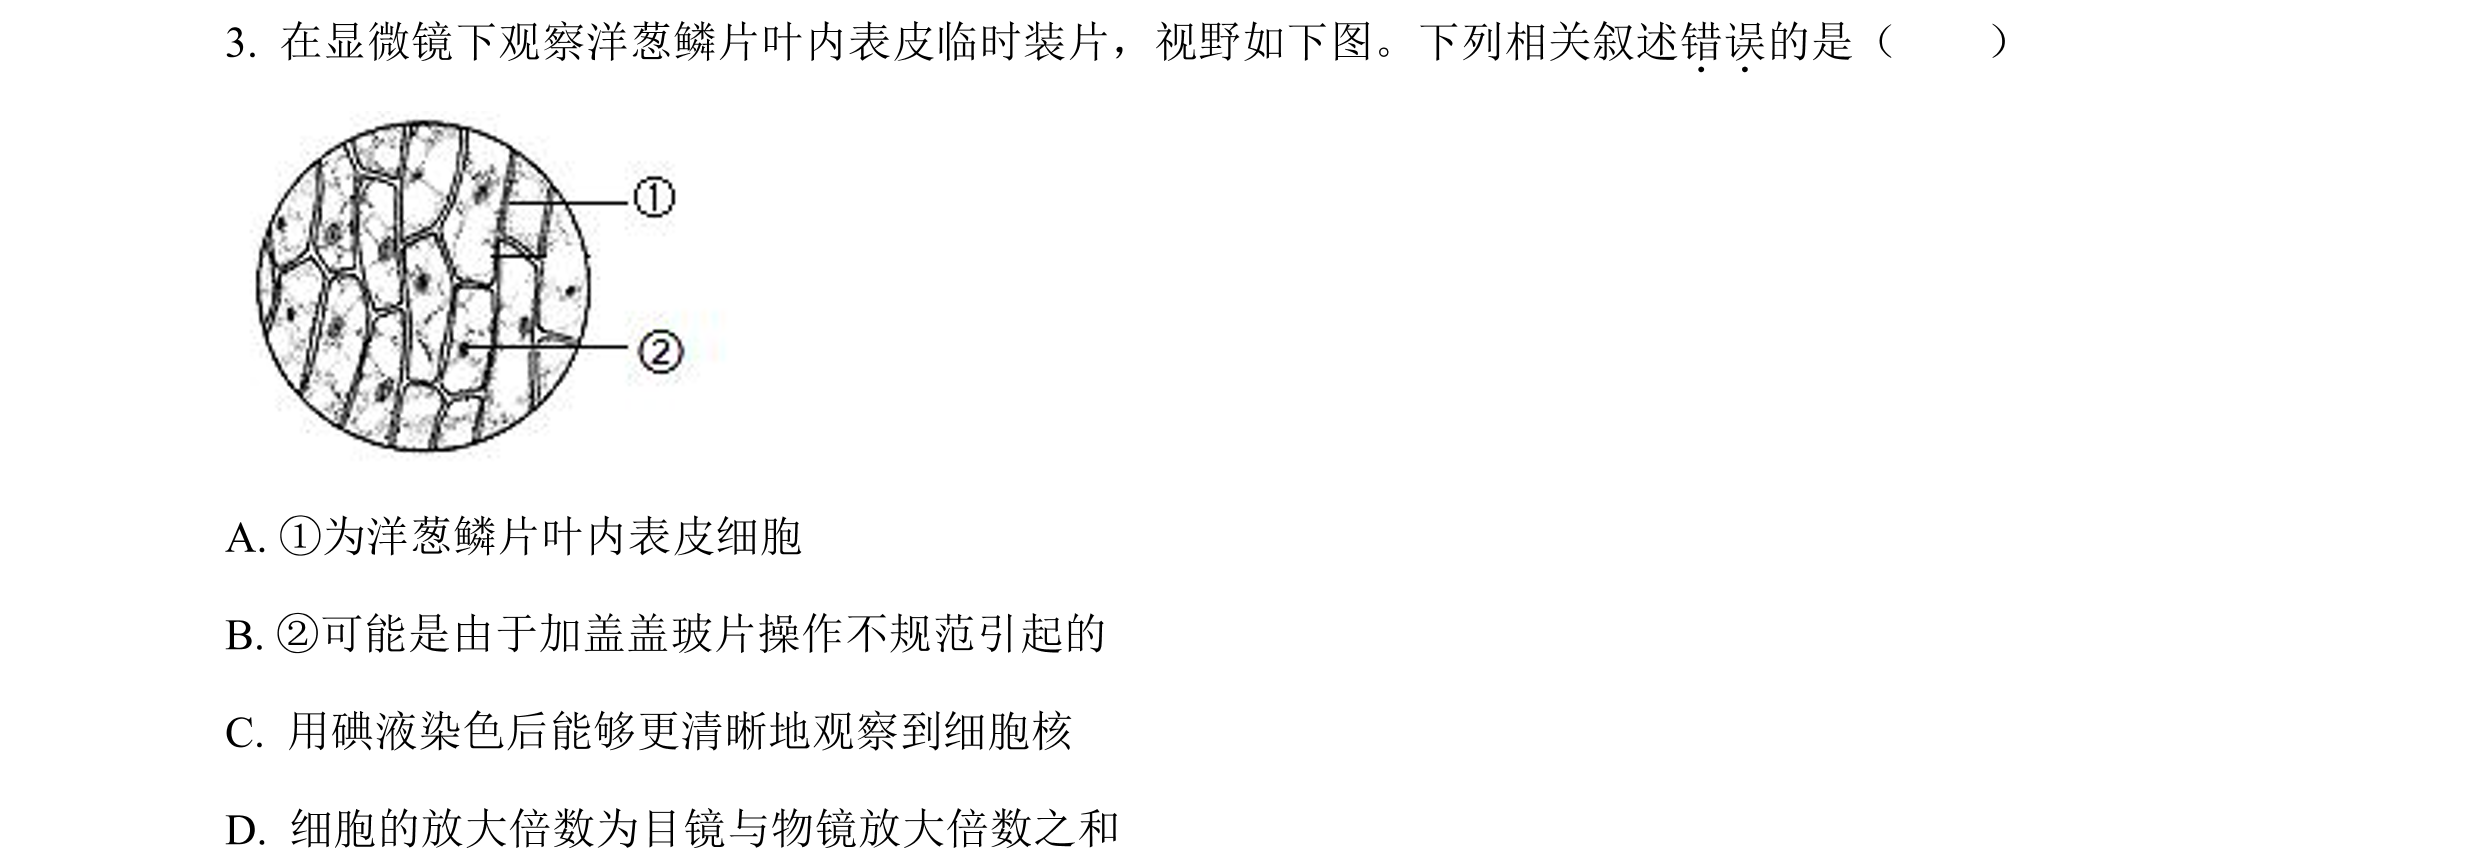 3. 在显微镜下观察洋葱鳞片叶内表皮临时装片，视野如下图。下列相关叙述错误的是（　　）
①
②
A. ①为洋葱鳞片叶内表皮细胞
B. ②可能是由于加盖盖玻片操作不规范引起的
C. 用碘液染色后能够更清晰地观察到细胞核
D. 细胞的放大倍数为目镜与物镜放大倍数之和